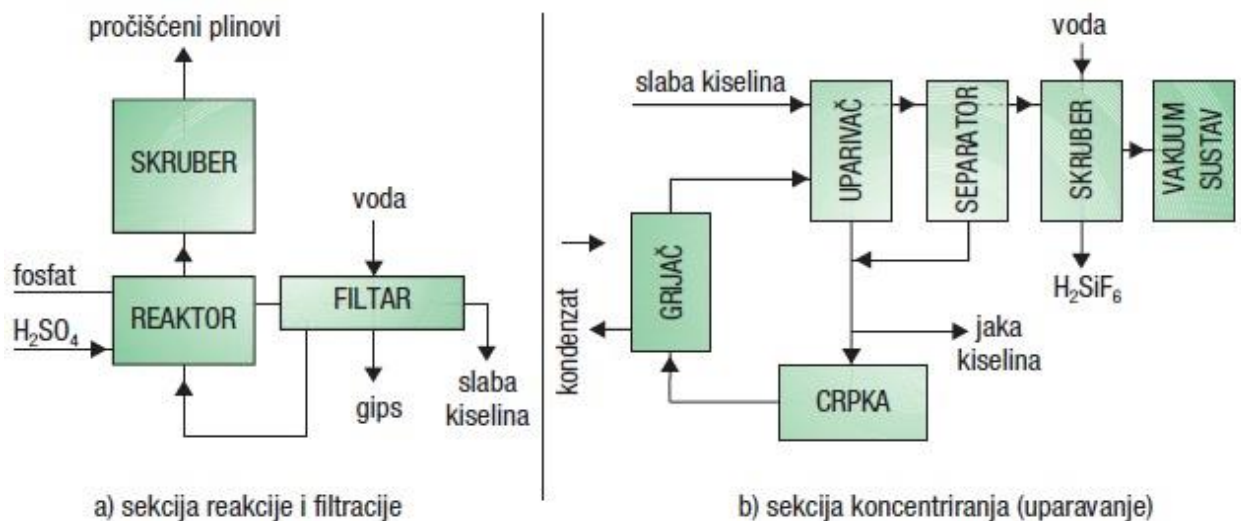 pročišćeni plinovi
SKRUBER
voda
fosfat
REAKTOR
FILTAR
H₂SO₄
gips
slaba
kiselina
a) sekcija reakcije i filtracije
voda
slaba kiselina
UPARIVAČ
SEPARATOR
SKRUBER
VAKUUM
SUSTAV
GRIJAČ
kondenzat
H₂SiF₆
jaka
kiselina
CRPKA
b) sekcija koncentriranja (uparavanje)